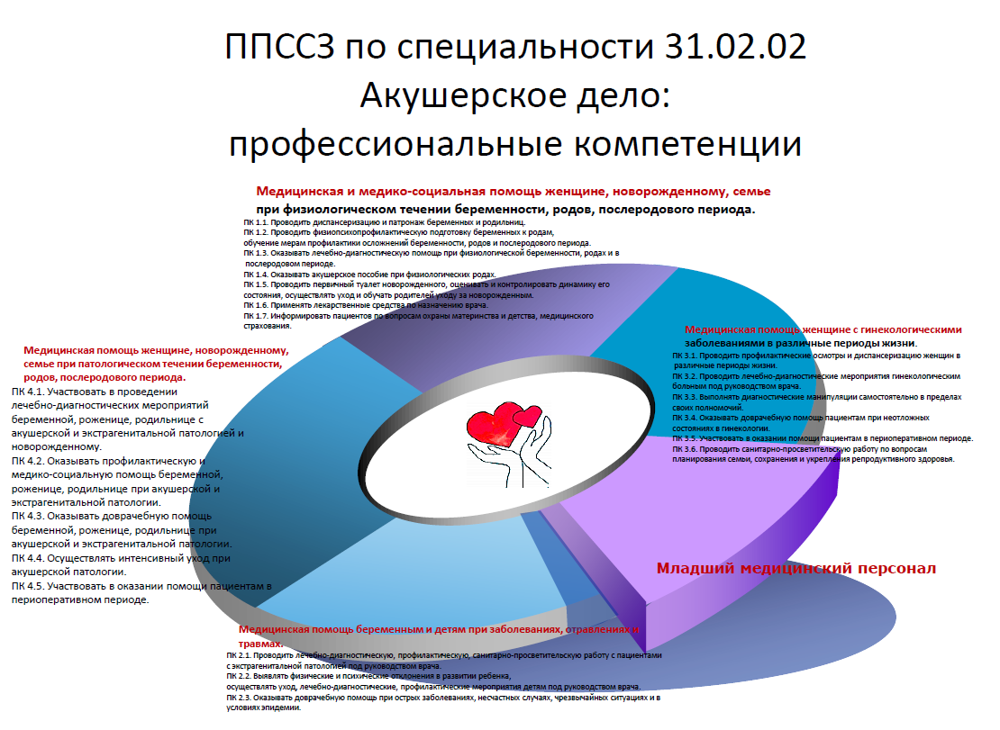 ППССЗ по специальности 31.02.02
Акушерское дело:
профессиональные компетенции
Медицинская и медико-социальная помощь женщине, новорожденному, семье
при физиологическом течении беременности, родов, послеродового периода.
ПК 1.1. Проводить диспансеризацию и патронаж беременных и родильниц.
ПК 1.2. Проводить физиопсихопрофилактическую подготовку беременных к родам,
обучение мерам профилактики осложнений беременности, родов и послеродового периода.
ПК 1.3. Оказывать лечебно-диагностическую помощь при физиологической беременности, родах и в
послеродовом периоде.
ПК 1.4. Оказывать акушерское пособие при физиологических родах.
ПК 1.5. Проводить первичный туалет новорожденного, оценивать и контролировать динамику его
состояния, осуществлять уход и обучать родителей уходу за новорожденным.
ПК 1.6. Применять лекарственные средства по назначению врача.
ПК 1.7. Информировать пациентов по вопросам охраны материнства и детства, медицинского
страхования.
Медицинская помощь женщине с гинекологическими
заболеваниями в различные периоды жизни.
ПК 3.1. Проводить профилактические осмотры и диспансеризацию женщин в
различные периоды жизни.
ПК 3.2. Проводить лечебно-диагностические мероприятия гинекологическим
больным под руководством врача.
ПК 3.3. Выполнять диагностические манипуляции самостоятельно в пределах
своих полномочий.
ПК 3.4. Оказывать доврачебную помощь пациентам при неотложных
состояниях в гинекологии.
ПК 3.5. Участвовать в оказании помощи пациентам в периоперативном периоде.
ПК 3.6. Проводить санитарно-просветительскую работу по вопросам
планирования семьи, сохранения и укрепления репродуктивного здоровья.
Медицинская помощь женщине, новорожденному,
семье при патологическом течении беременности,
родов, послеродового периода.
ПК 4.1. Участвовать в проведении
лечебно-диагностических мероприятий
беременной, роженице, родильнице с
акушерской и экстрагенитальной патологией и
новорожденному.
ПК 4.2. Оказывать профилактическую и
медико-социальную помощь беременной,
роженице, родильнице при акушерской и
экстрагенитальной патологии.
ПК 4.3. Оказывать доврачебную помощь
беременной, роженице, родильнице при
акушерской и экстрагенитальной патологии.
ПК 4.4. Осуществлять интенсивный уход при
акушерской патологии.
ПК 4.5. Участвовать в оказании помощи пациентам в
периоперативном периоде.
Младший медицинский персонал
Медицинская помощь беременным и детям при заболеваниях, отравлениях и
травмах.
ПК 2.1. Проводить лечебно-диагностическую, профилактическую, санитарно-просветительскую работу с пациентами
с экстрагенитальной патологией под руководством врача.
ПК 2.2. Выявлять физические и психические отклонения в развитии ребенка,
осуществлять уход, лечебно-диагностические, профилактические мероприятия детям под руководством врача.
ПК 2.3. Оказывать доврачебную помощь при острых заболеваниях, несчастных случаях, чрезвычайных ситуациях и в
условиях эпидемии.